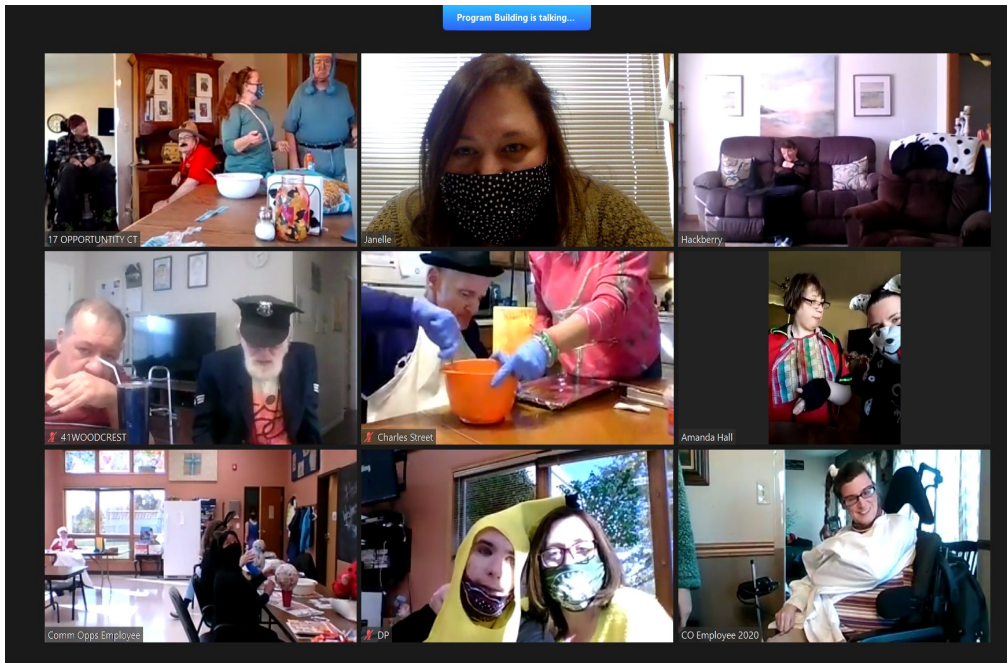 Program Building is talking...
17 OPPORTUNTITY CT
Janelle
Hackberry
41WOODCREST
Charles Street
Amanda Hall
Comm Opps Employee
DP
CO Employee 2020